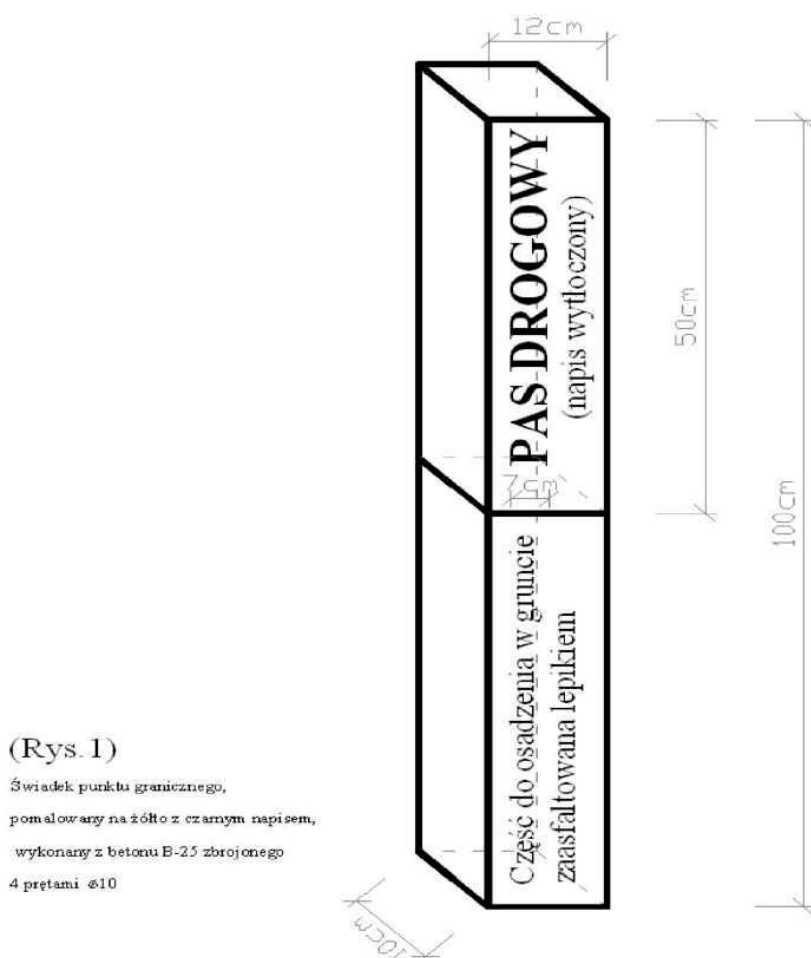 12cm
PAS DROGOWY
(napis wytłoczony)
50cm
100cm
7cm
Część do osadzenia w gruncie
zaasfaltowana lepikiem
(Rys.1)
Świadek punktu granicznego,
pomalowany na żółto z czarnym napisem,
wykonany z betonu B-25 zbrojonego
4 prętami ø10
10cm